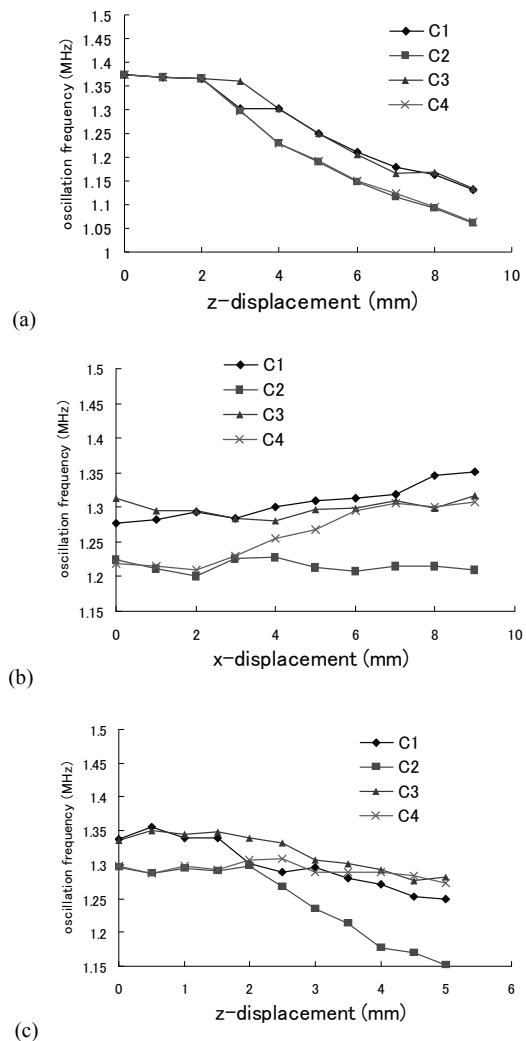 1.5
1.45
1.4
1.35
1.3
1.25
1.2
1.15
1.1
1.05
1
oscillation frequency (MHz)
C1
C2
C3
C4
0 2 4 6 8 10
z-displacement (mm)
(a)
1.5
1.45
1.4
1.35
1.3
1.25
1.2
1.15
oscillation frequency (MHz)
C1
C2
C3
C4
0 2 4 6 8 10
x-displacement (mm)
(b)
1.5
1.45
1.4
1.35
1.3
1.25
1.2
1.15
oscillation frequency (MHz)
C1
C2
C3
C4
0 1 2 3 4 5 6
z-displacement (mm)
(c)